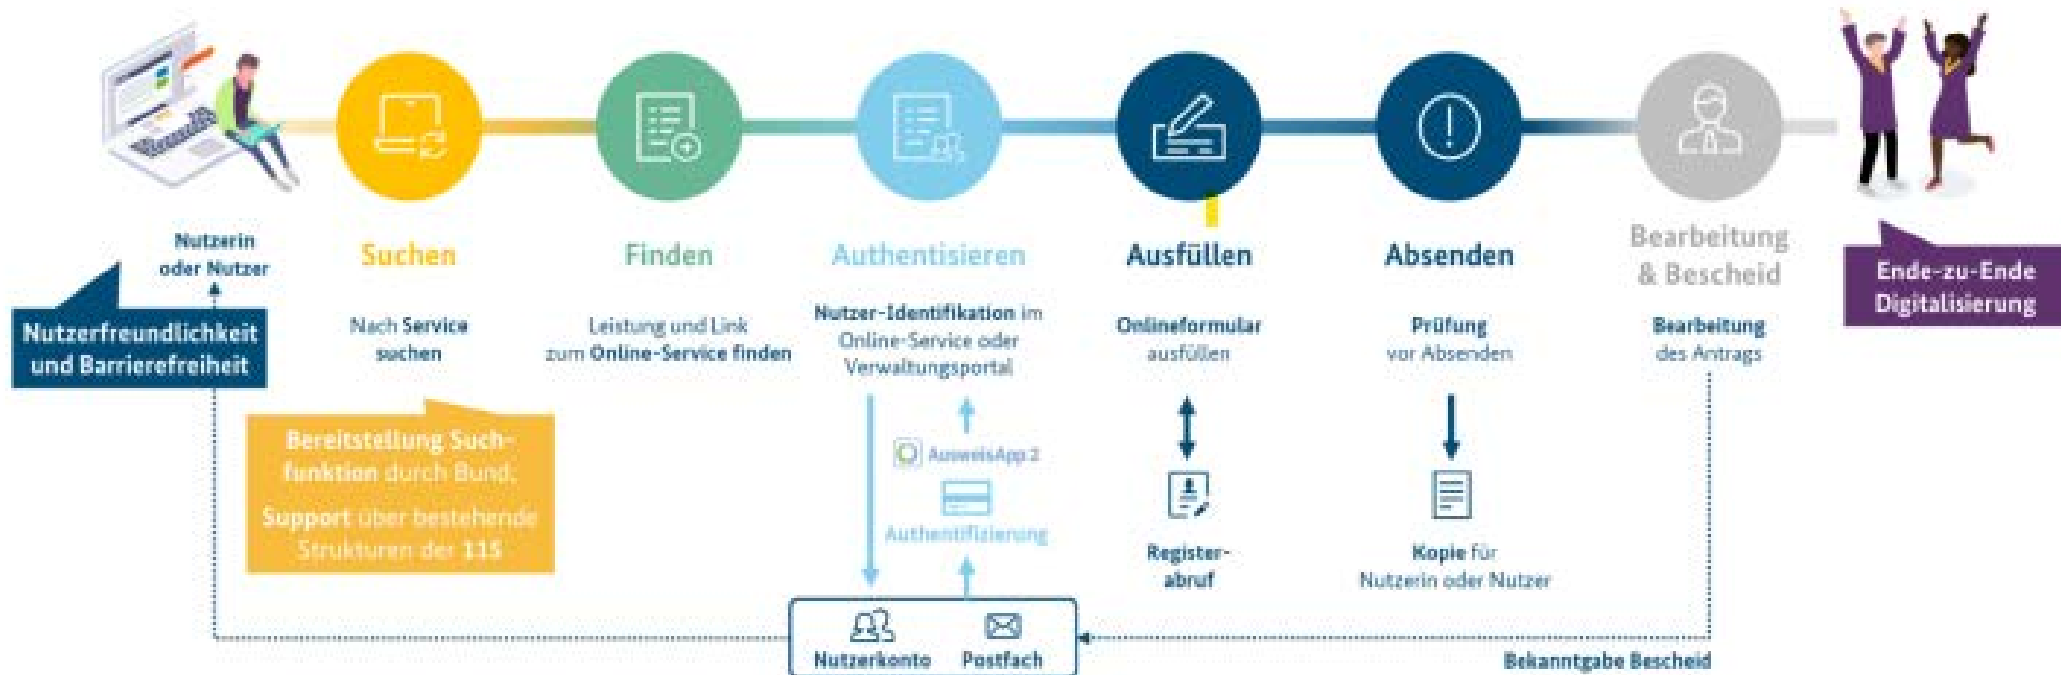 Nutzerin
oder Nutzer
Nutzerfreundlichkeit
und Barrierefreiheit
Suchen
Nach Service
suchen
Bereitstellung Such-
funktion durch Bund.
Support über bestehende
Strukturen der 115
Finden
Leistung und Link
zum Online-Service finden
Authentisieren
Nutzer-Identifikation im
Online-Service oder
Verwaltungsportal
AusweisApp2
Authentifizierung
Nutzerkonto
Postfach
Ausfüllen
Onlineformular
ausfüllen
Register-
abruf
Absenden
Prüfung
vor Absenden
Kopie für
Nutzerin oder Nutzer
Bearbeitung
& Bescheid
Bearbeitung
des Antrags
Bekanntgabe Bescheid
Ende-zu-Ende
Digitalisierung